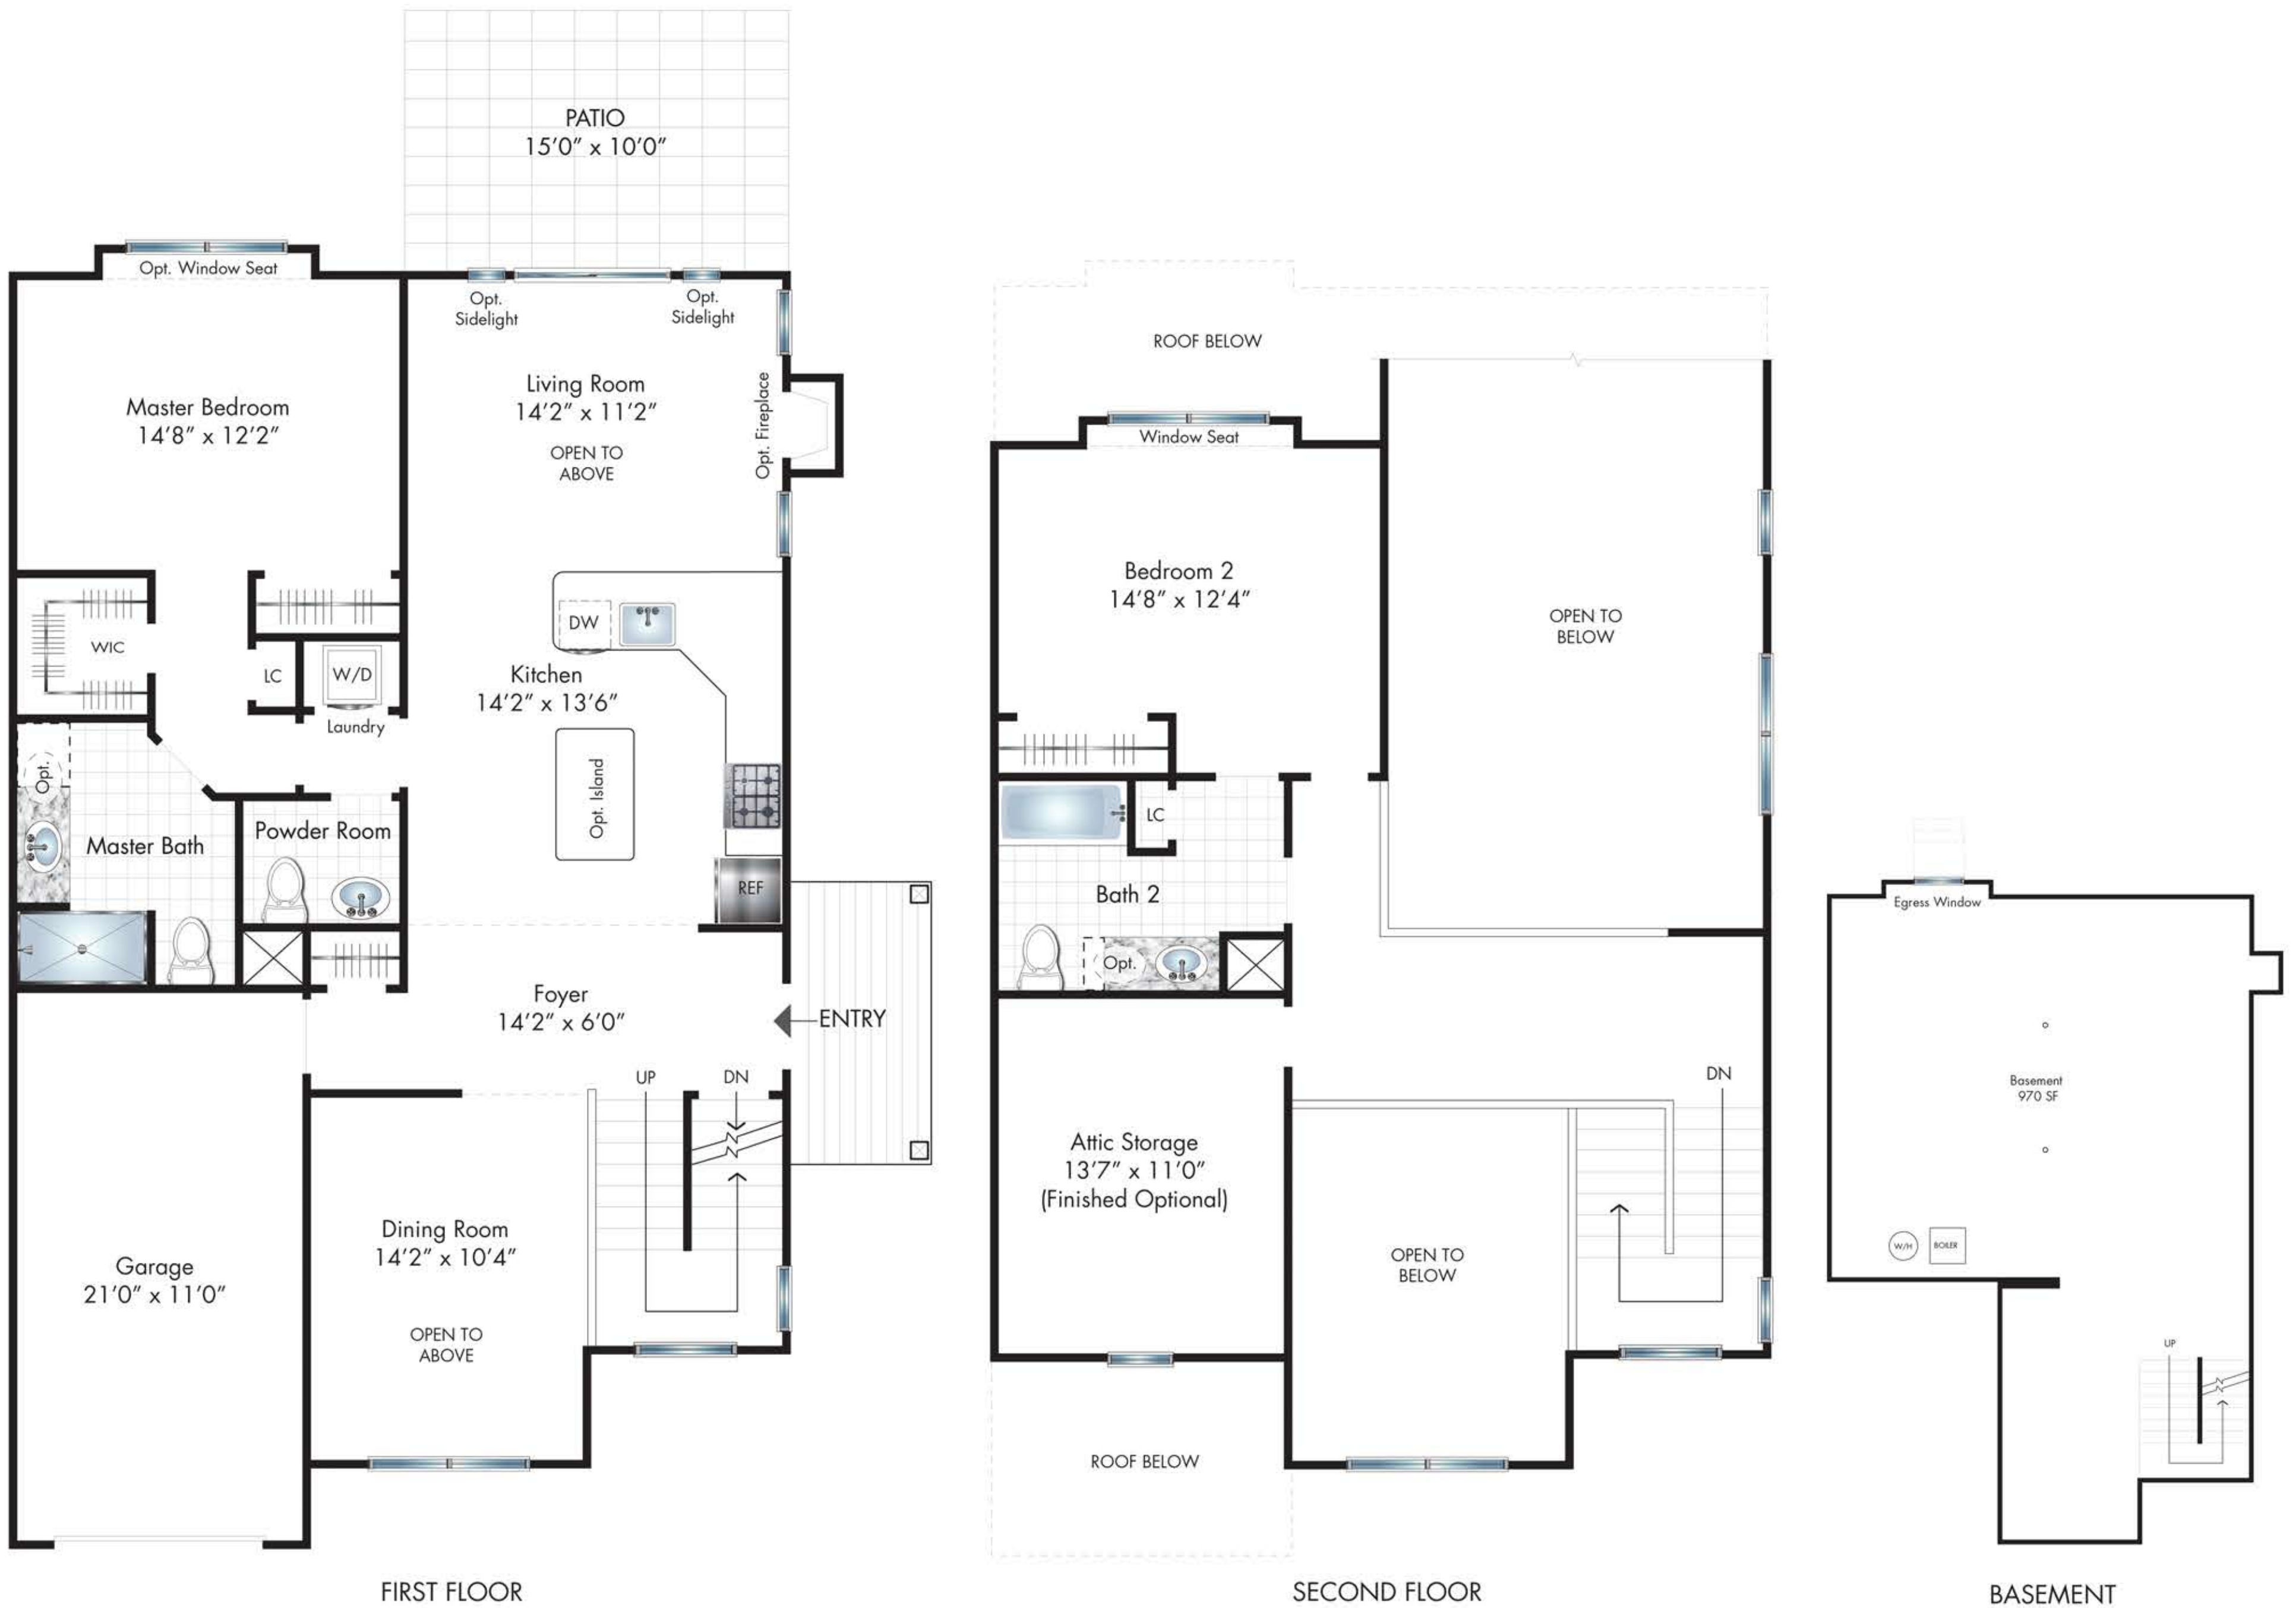 PATIO
15'0" x 10'0"
Opt. Window Seat
Opt.
Sidelight
Opt.
Sidelight
Master Bedroom
14'8" x 12'2"
Living Room
14'2" x 11'2"
OPEN TO
ABOVE
Opt. Fireplace
WIC
LC
W/D
Laundry
DW
Kitchen
14'2" x 13'6"
Opt. Island
Opt.
Master Bath
Powder Room
REF
Foyer
14'2" x 6'0"
ENTRY
UP
DN
Dining Room
14'2" x 10'4"
OPEN TO
ABOVE
Garage
21'0" x 11'0"
FIRST FLOOR
ROOF BELOW
Window Seat
Bedroom 2
14'8" x 12'4"
OPEN TO
BELOW
LC
Bath 2
Opt.
DN
Attic Storage
13'7" x 11'0"
(Finished Optional)
OPEN TO
BELOW
ROOF BELOW
SECOND FLOOR
Egress Window
Basement
970 SF
W/H
BOILER
UP
BASEMENT